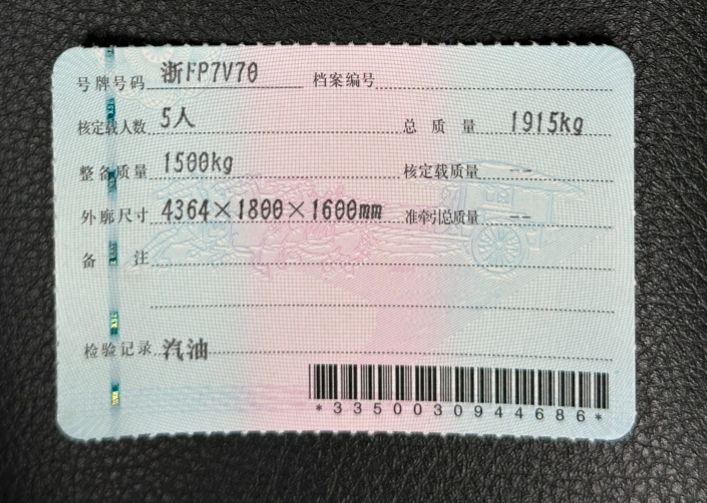 号牌号码 浙FP7V70 档案编号
核定载人数 5人 总质量 1915kg
整备质量 1500kg 核定载质量 --
外廓尺寸 4364×1800×1600mm 准牵引总质量 --
备注
检验记录 汽油
*3350030944686*